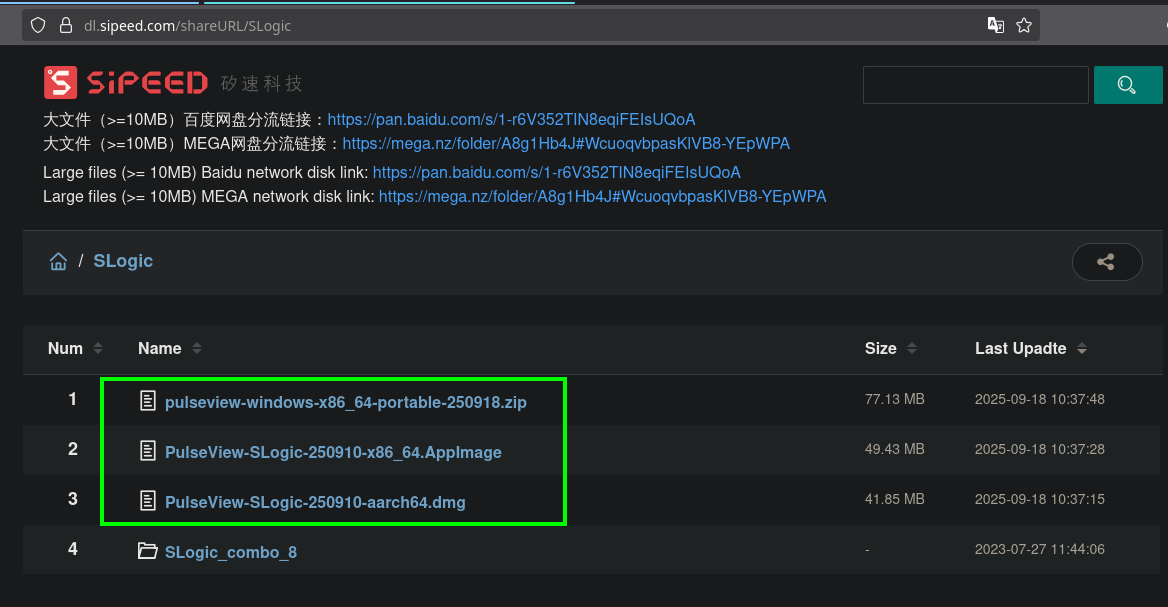 dl.sipeed.com/shareURL/SLogic
SiPEED 矽速科技
大文件（>=10MB）百度网盘分流链接：https://pan.baidu.com/s/1-r6V352TIN8eqiFEIsUQoA
大文件（>=10MB）MEGA网盘分流链接：https://mega.nz/folder/A8g1Hb4J#WcuoqvbpasKlVB8-YEpWPA
Large files (>= 10MB) Baidu network disk link: https://pan.baidu.com/s/1-r6V352TIN8eqiFEIsUQoA
Large files (>= 10MB) MEGA network disk link: https://mega.nz/folder/A8g1Hb4J#WcuoqvbpasKlVB8-YEpWPA
/ SLogic
Num Name Size Last Upadte
1 pulseview-windows-x86_64-portable-250918.zip 77.13 MB 2025-09-18 10:37:48
2 PulseView-SLogic-250910-x86_64.AppImage 49.43 MB 2025-09-18 10:37:28
3 PulseView-SLogic-250910-aarch64.dmg 41.85 MB 2025-09-18 10:37:15
4 SLogic_combo_8 - 2023-07-27 11:44:06